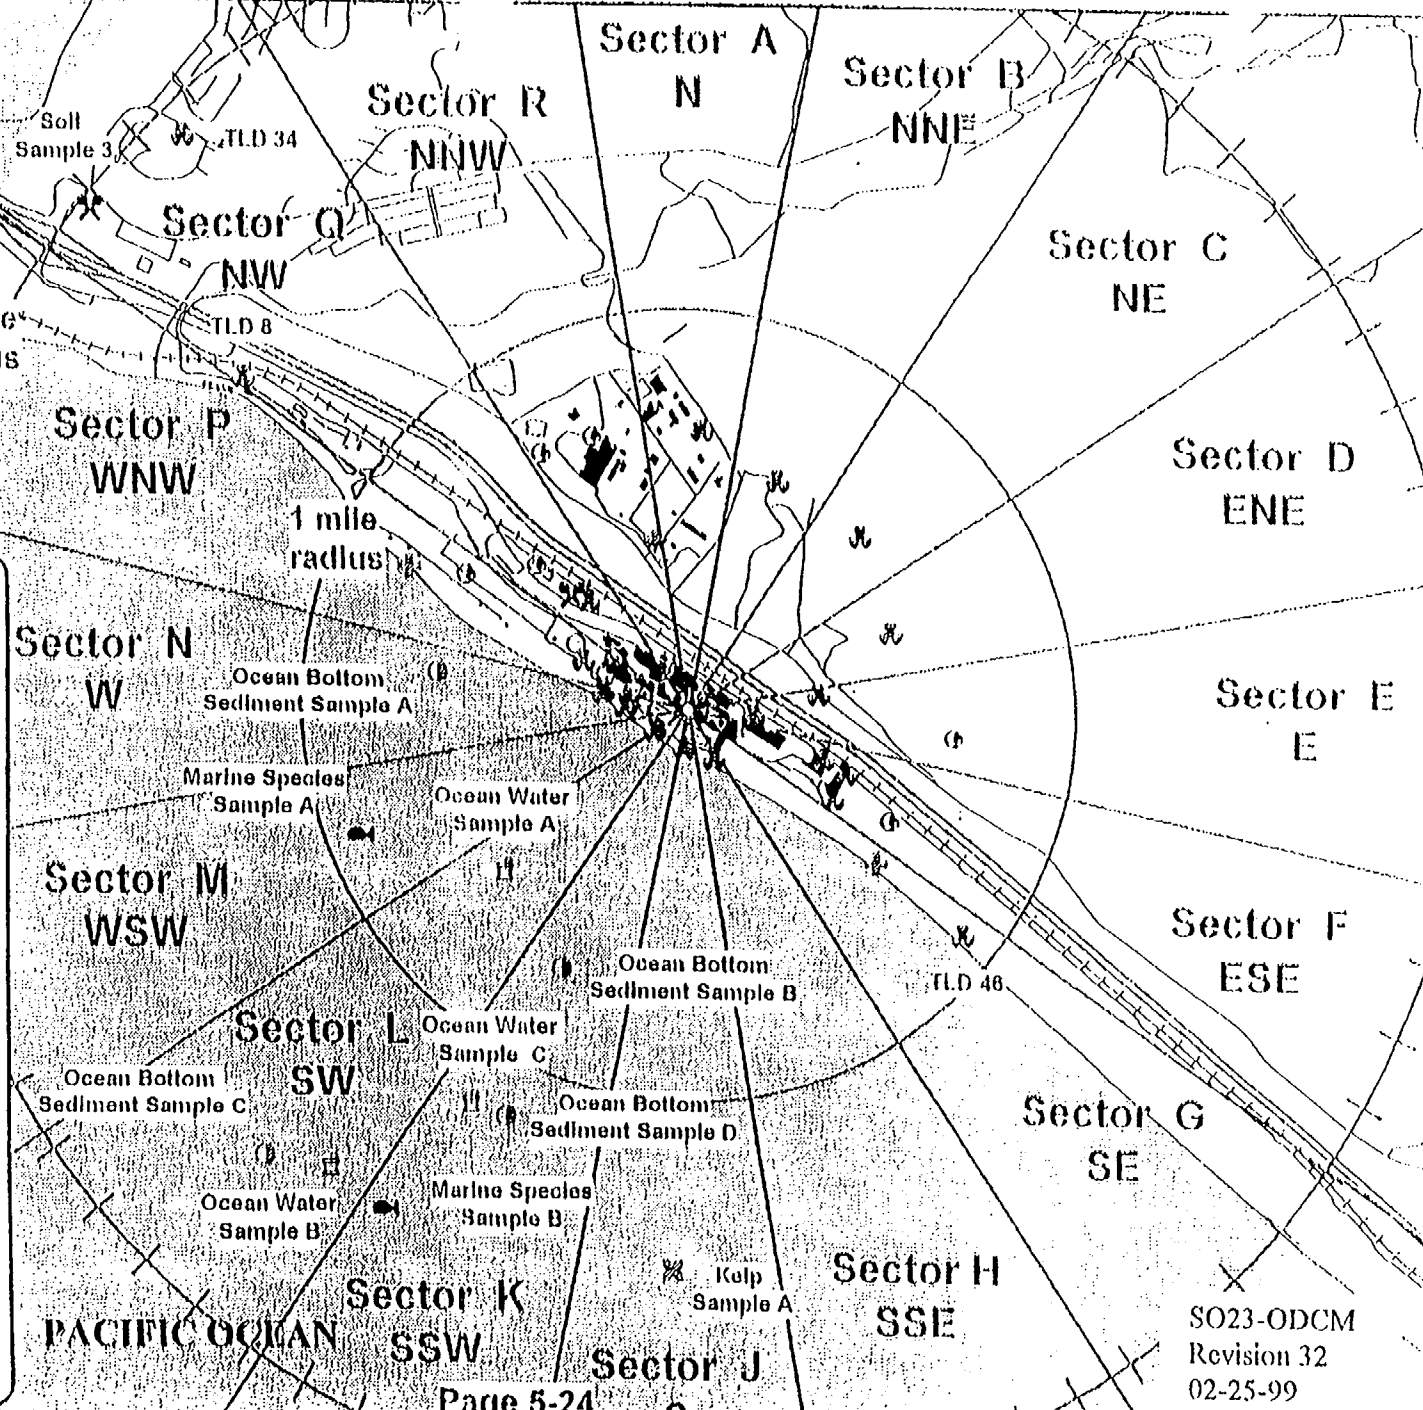 Sector A
N
Sector B
NNE
Sector R
NNW
Soil
Sample 3
TLD 34
Sector Q
NW
Sector C
NE
TLD 8
Sector P
WNW
Sector D
ENE
1 mile
radius
Sector N
W
Ocean Bottom
Sediment Sample A
Sector E
E
Marine Species
Sample A
Ocean Water
Sample A
Sector M
WSW
Sector F
ESE
Ocean Bottom
Sediment Sample B
TLD 46
Sector L
SW
Ocean Water
Sample C
Ocean Bottom
Sediment Sample C
Ocean Bottom
Sediment Sample D
Sector G
SE
Ocean Water
Sample B
Marine Species
Sample B
Kelp
Sample A
Sector H
SSE
Sector K
SSW
PACIFIC OCEAN
Sector J
SO23-ODCM
Revision 32
02-25-99
Page 5-24